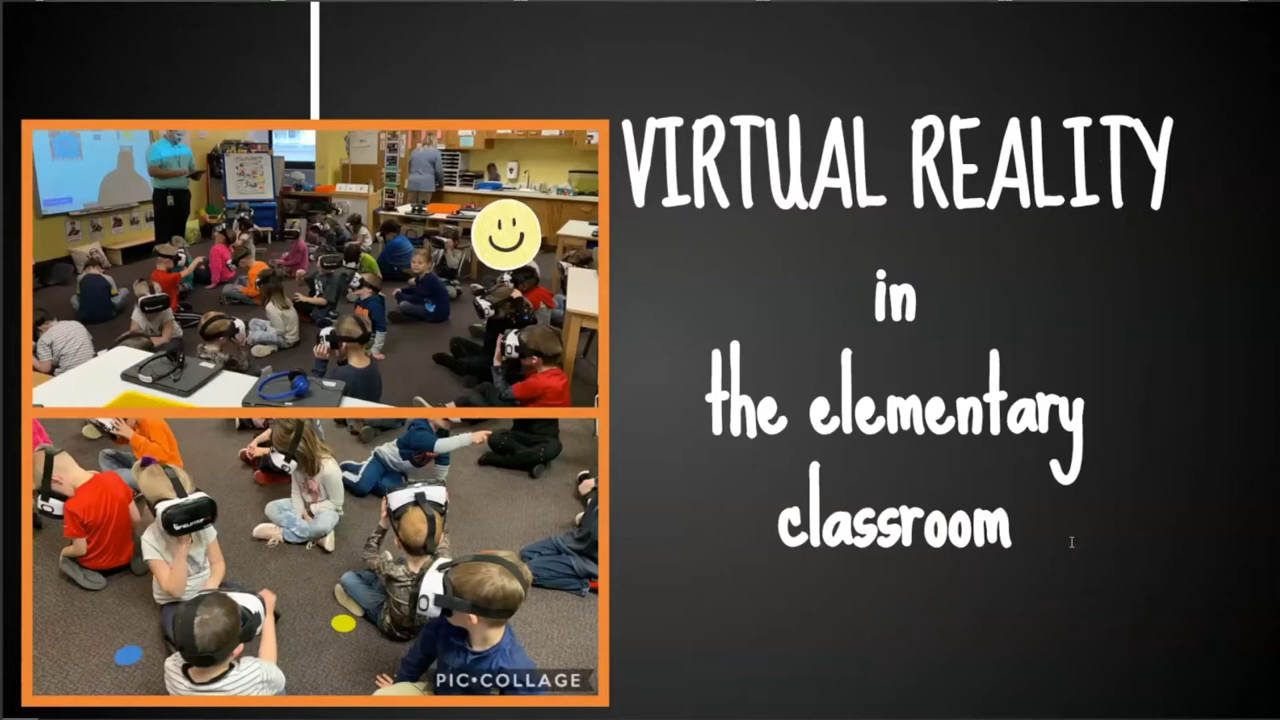 VIRTUAL REALITY
in
the elementary
classroom
PIC•COLLAGE